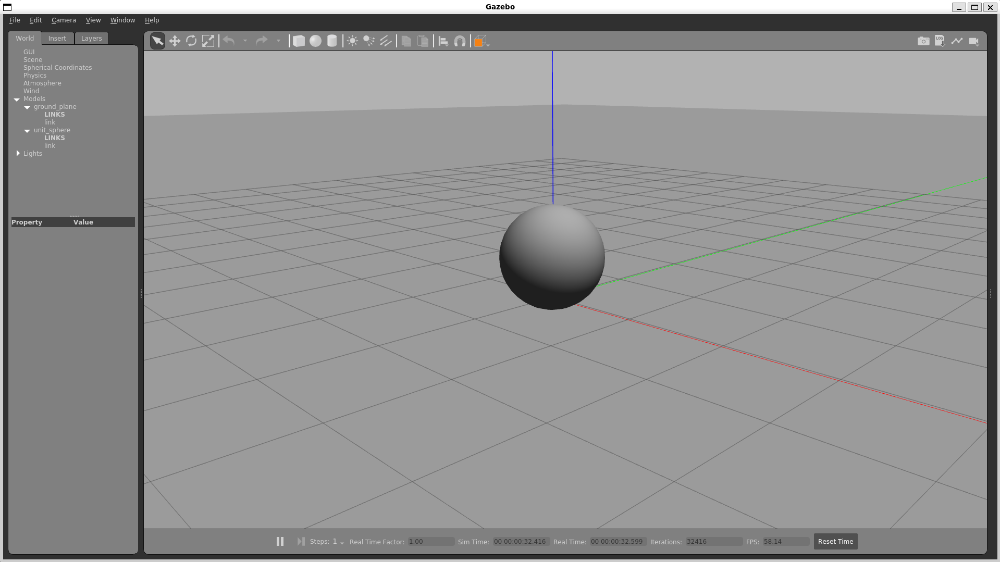 Gazebo
File Edit Camera View Window Help
World Insert Layers
LOG
GUI
Scene
Spherical Coordinates
Physics
Atmosphere
Wind
Models
ground_plane
LINKS
link
unit_sphere
LINKS
link
Lights
Property Value
Steps: 1 Real Time Factor: 1.00 Sim Time: 00 00:00:32.416 Real Time: 00 00:00:32.599 Iterations: 32416 FPS: 58.14 Reset Time